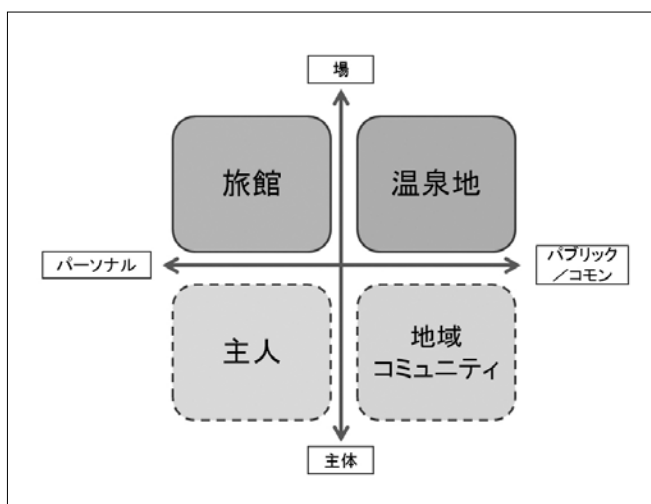 場
旅館
温泉地
パーソナル
パブリック
／コモン
主人
地域
コミュニティ
主体